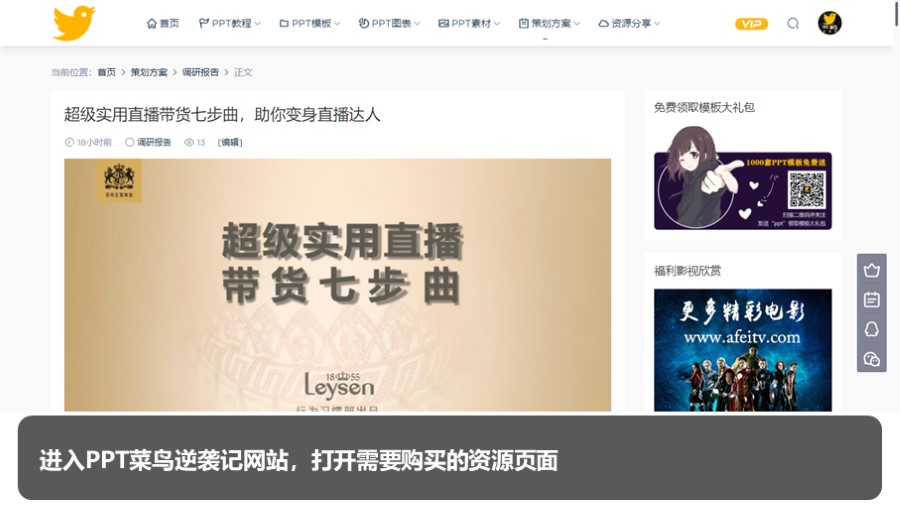 首页 PPT教程 PPT模板 PPT图表 PPT素材 策划方案 资源分享 VIP
当前位置: 首页 > 策划方案 > 调研报告 > 正文
超级实用直播带货七步曲，助你变身直播达人
18小时前 调研报告 13 [编辑]
超级实用直播
带货七步曲
1855
Leysen
行为习惯部出品
免费领取模板大礼包
1000套PPT模板免费送
扫描二维码并关注
发送“ppt”领取模板大礼包
福利影视欣赏
更多精彩电影
www.afeitv.com
进入PPT菜鸟逆袭记网站，打开需要购买的资源页面